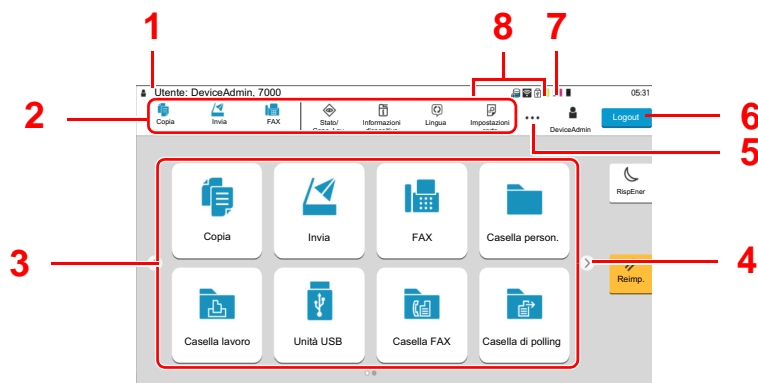 8 7
1
Utente: DeviceAdmin, 7000 05:31
2
Copia Invia FAX Stato/ Informazioni Lingua Impostazioni
DeviceAdmin Logout
6
5
RispEner
Copia Invia FAX Casella person.
3
4
Reimp.
Casella lavoro Unità USB Casella FAX Casella di polling